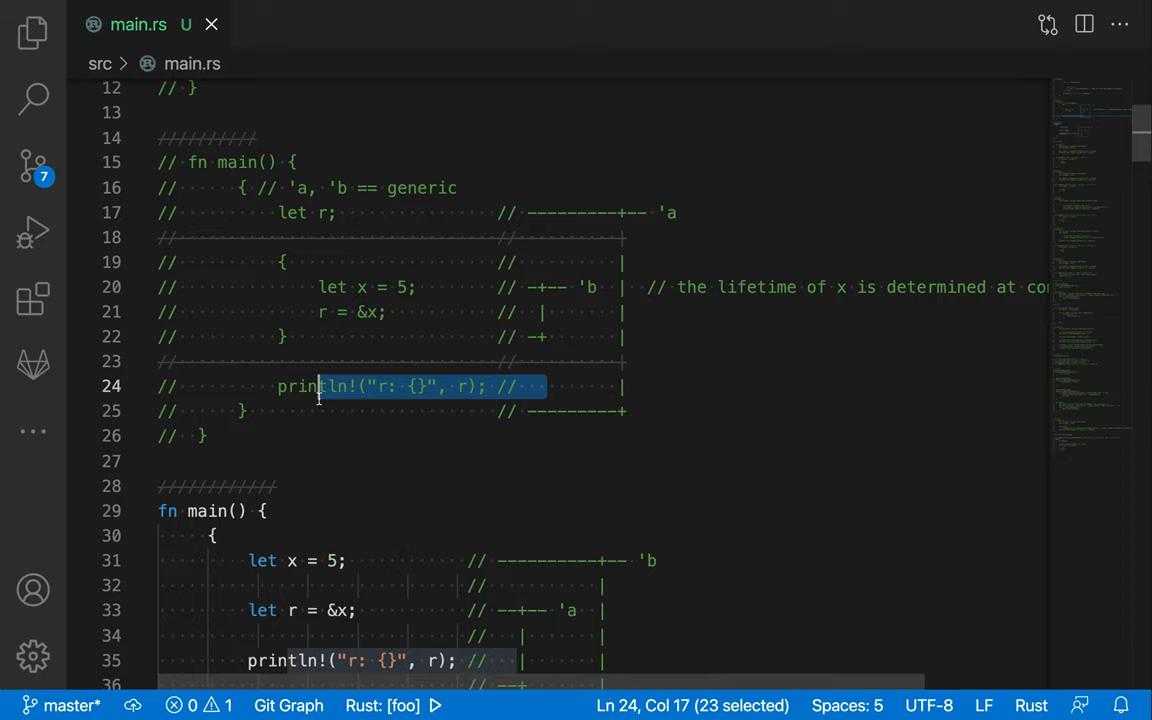 main.rs U
7
src > main.rs
12 // }
13
14 //////////
15 // fn main() {
16 // { // 'a, 'b == generic
17 // let r; // ---------+-- 'a
18 // // |
19 // { // |
20 // let x = 5; // -+-- 'b | // the lifetime of x is determined at co
21 // r = &x; // | |
22 // } // -+ |
23 // // |
24 // println!("r: {}", r); // |
25 // } // ---------+
26 // }
27
28 ////////////
29 fn main() {
30 {
31 let x = 5; // ----------+-- 'b
32 // |
33 let r = &x; // --+-- 'a |
34 // | |
35 println!("r: {}", r); // | |
36 // --+
master* 0 1 Git Graph Rust: [foo] Ln 24, Col 17 (23 selected) Spaces: 5 UTF-8 LF Rust